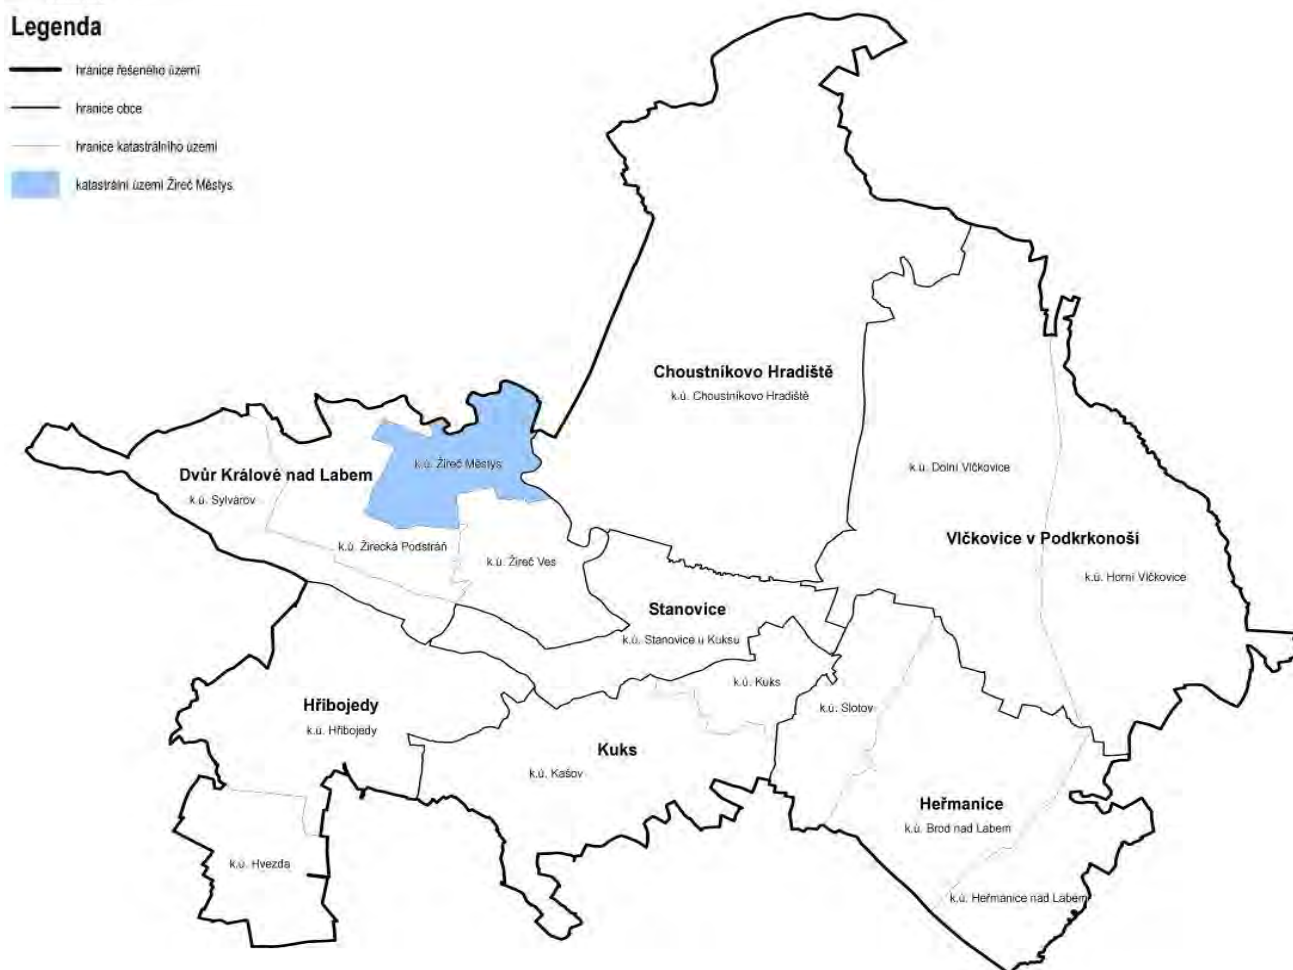 Legenda
hranice řešeného území
hranice obce
hranice katastrálního území
katastrální území Žireč Městys
Choustníkovo Hradiště
k.ú. Choustníkovo Hradiště
k.ú. Žireč Městys
k.ú. Dolní Vlčkovice
Dvůr Králové nad Labem
k.ú. Sylvárov
Vlčkovice v Podkrkonoší
k.ú. Žirecká Podstráň
k.ú. Žireč Ves
k.ú. Horní Vlčkovice
Stanovice
k.ú. Stanovice u Kuksu
k.ú. Kuks
Hřibojedy
k.ú. Slotov
k.ú. Hřibojedy
Kuks
k.ú. Kašov
Heřmanice
k.ú. Brod nad Labem
k.ú. Hvezda
k.ú. Heřmanice nad Labem